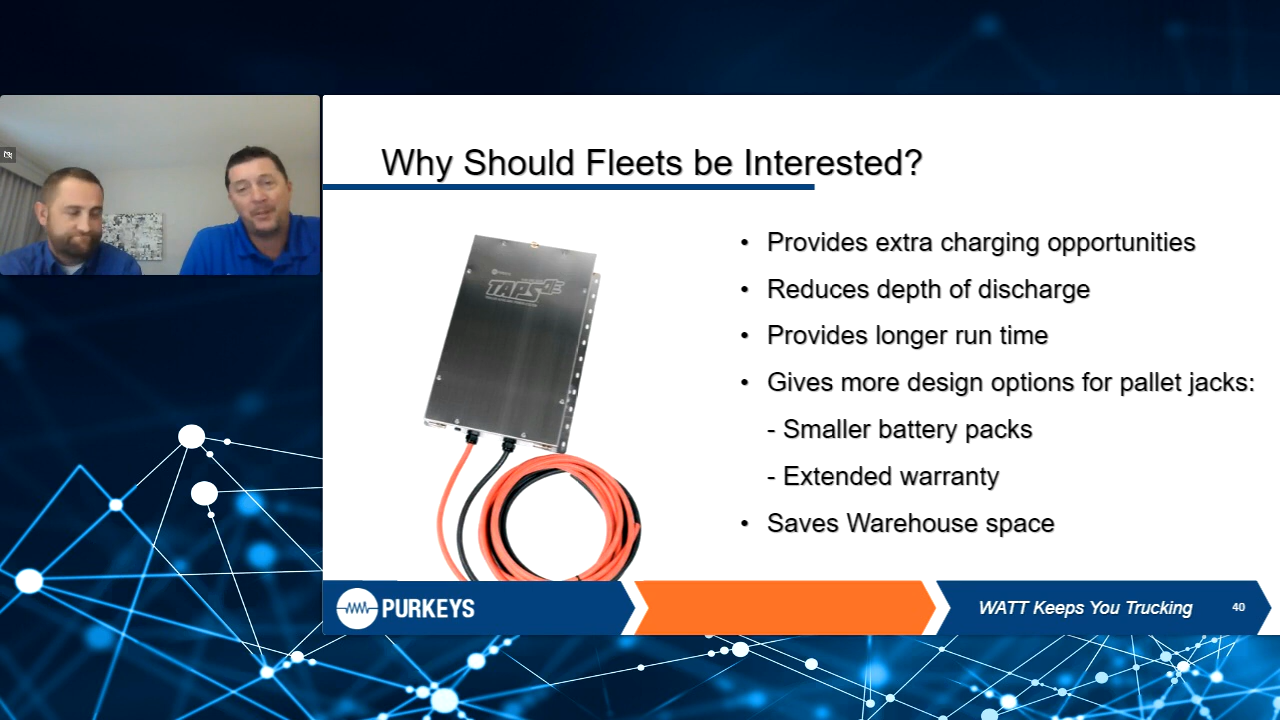 Why Should Fleets be Interested?
TAPS
• Provides extra charging opportunities
• Reduces depth of discharge
• Provides longer run time
• Gives more design options for pallet jacks:
- Smaller battery packs
- Extended warranty
• Saves Warehouse space
PURKEYS
WATT Keeps You Trucking
40